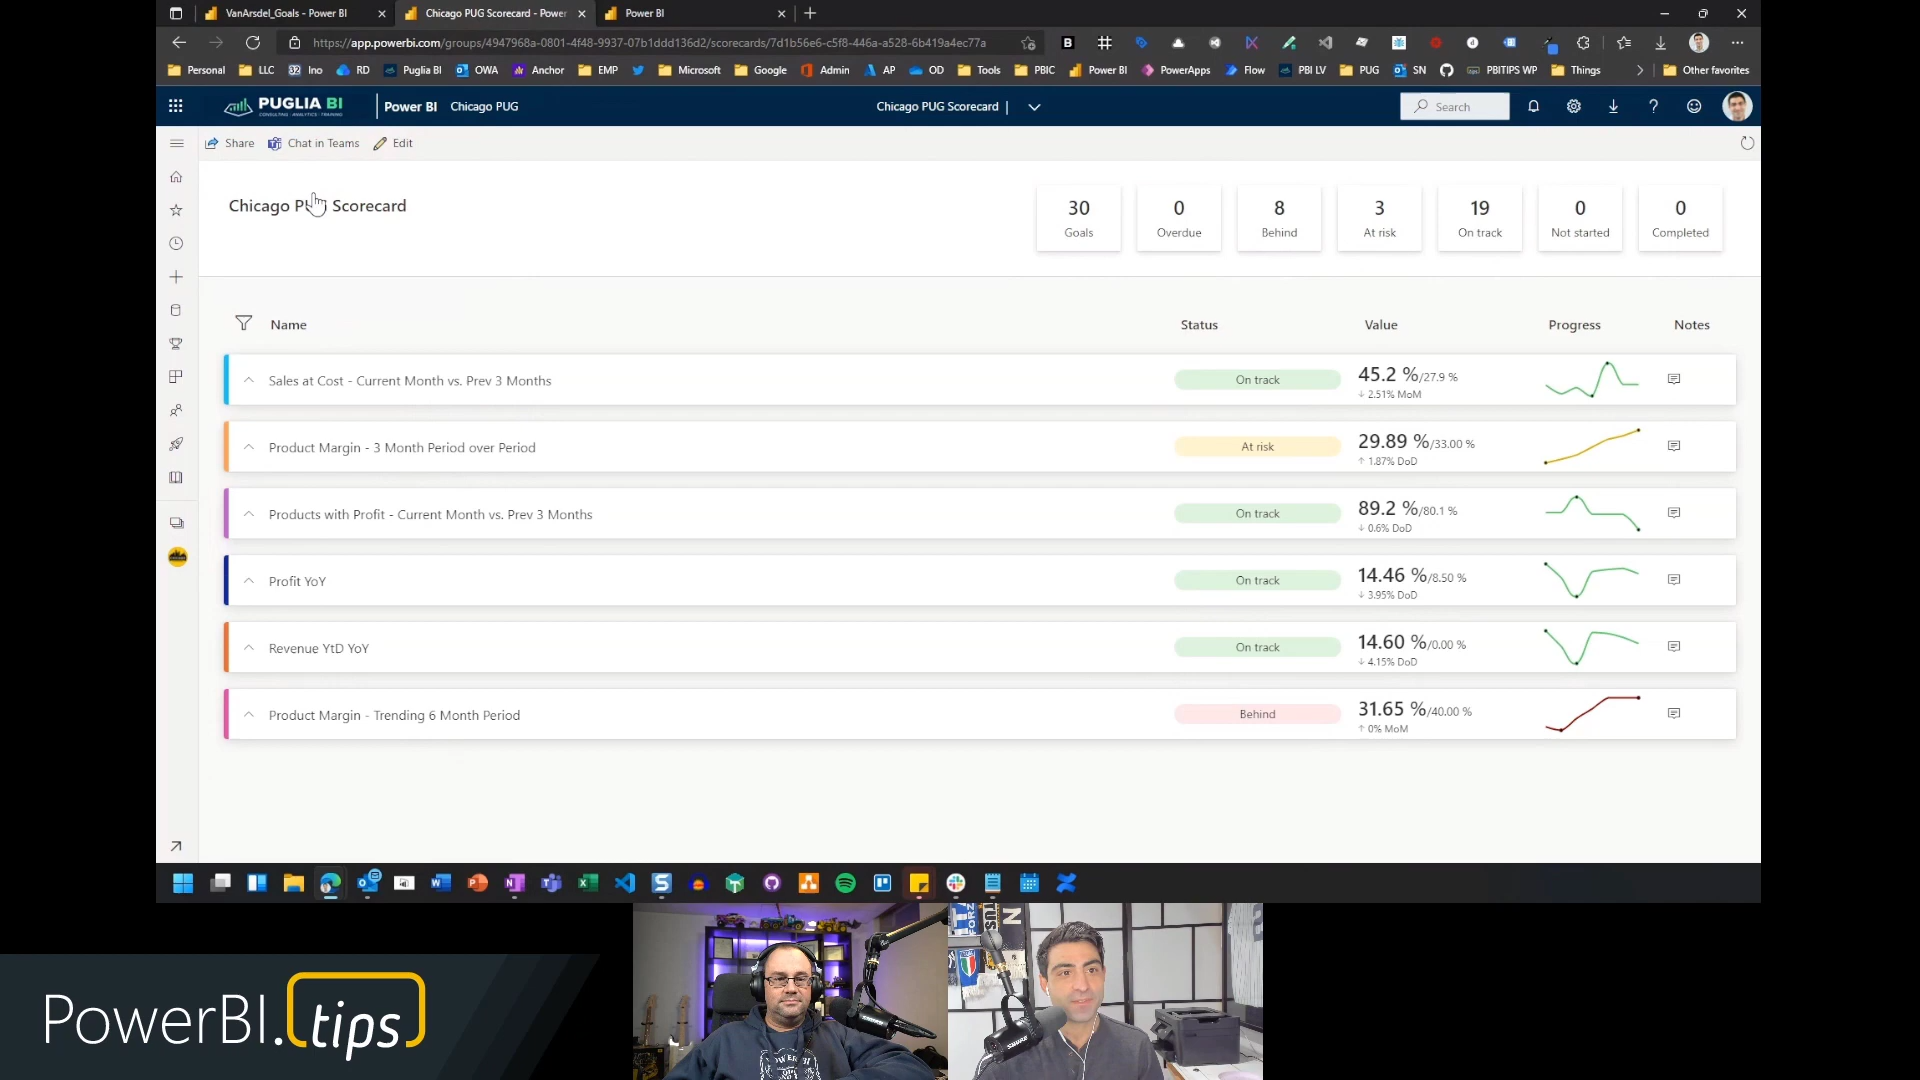 VanArsdel_Goals - Power BI
Chicago PUG Scorecard - Power
Power BI
https://app.powerbi.com/groups/4947968a-0801-4f48-9937-07b1ddd136d2/scorecards/7d1b56e6-c5f8-446a-a528-6b419a4ec77a
Personal LLC Ino RD Puglia BI OWA Anchor EMP Microsoft Google Admin AP OD Tools PBIC Power BI PowerApps Flow PBI LV PUG SN PBITIPS WP Things Other favorites
PUGLIA BI
CONSULTING | ANALYTICS | TRAINING
Power BI Chicago PUG
Chicago PUG Scorecard |
Search
Share Chat in Teams Edit
Chicago PUG Scorecard
30 0 8 3 19 0 0
Goals Overdue Behind At risk On track Not started Completed
Name Status Value Progress Notes
Sales at Cost - Current Month vs. Prev 3 Months On track 45.2 %/27.9 %
↓ 2.51% MoM
Product Margin - 3 Month Period over Period At risk 29.89 %/33.00 %
↑ 1.87% DoD
Products with Profit - Current Month vs. Prev 3 Months On track 89.2 %/80.1 %
↓ 0.6% DoD
Profit YoY On track 14.46 %/8.50 %
↓ 3.95% DoD
Revenue YtD YoY On track 14.60 %/0.00 %
↓ 4.15% DoD
Product Margin - Trending 6 Month Period Behind 31.65 %/40.00 %
↑ 0% MoM
PowerBI.tips
FORZ
SHURE
SHURE